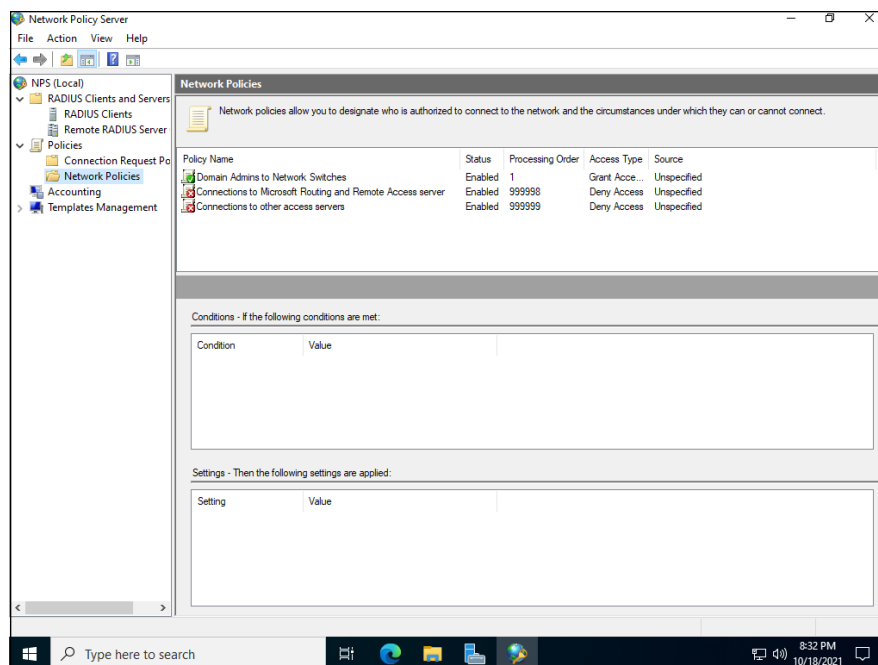 Network Policy Server
File Action View Help
NPS (Local)
RADIUS Clients and Servers
RADIUS Clients
Remote RADIUS Server
Policies
Connection Request Po
Network Policies
Accounting
Templates Management
Network Policies
Network policies allow you to designate who is authorized to connect to the network and the circumstances under which they can or cannot connect.
Policy Name Status Processing Order Access Type Source
Domain Admins to Network Switches Enabled 1 Grant Acce... Unspecified
Connections to Microsoft Routing and Remote Access server Enabled 999998 Deny Access Unspecified
Connections to other access servers Enabled 999999 Deny Access Unspecified
Conditions - If the following conditions are met:
Condition Value
Settings - Then the following settings are applied:
Setting Value
Type here to search
8:32 PM
10/18/2021